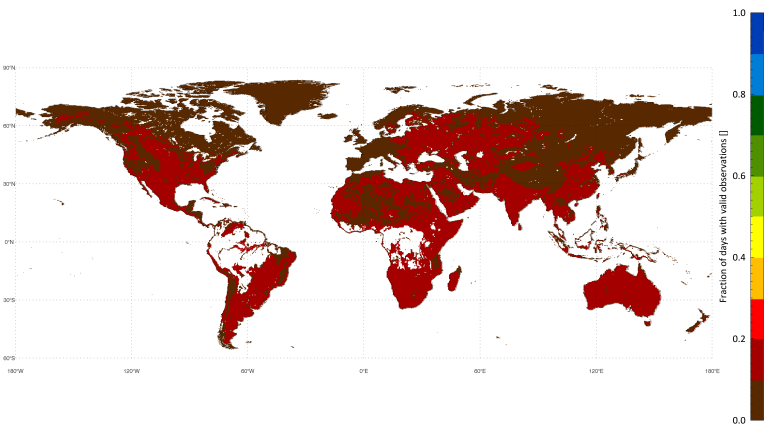 1.0
90°N
0.8
60°N
0.6
30°N
Fraction of days with valid observations []
0°N
0.4
30°S
0.2
60°S
180°W 120°W 60°W 0°E 60°E 120°E 180°E
0.0